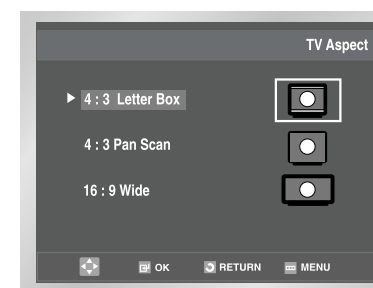 TV Aspect
4 : 3 Letter Box
4 : 3 Pan Scan
16 : 9 Wide
OK RETURN MENU